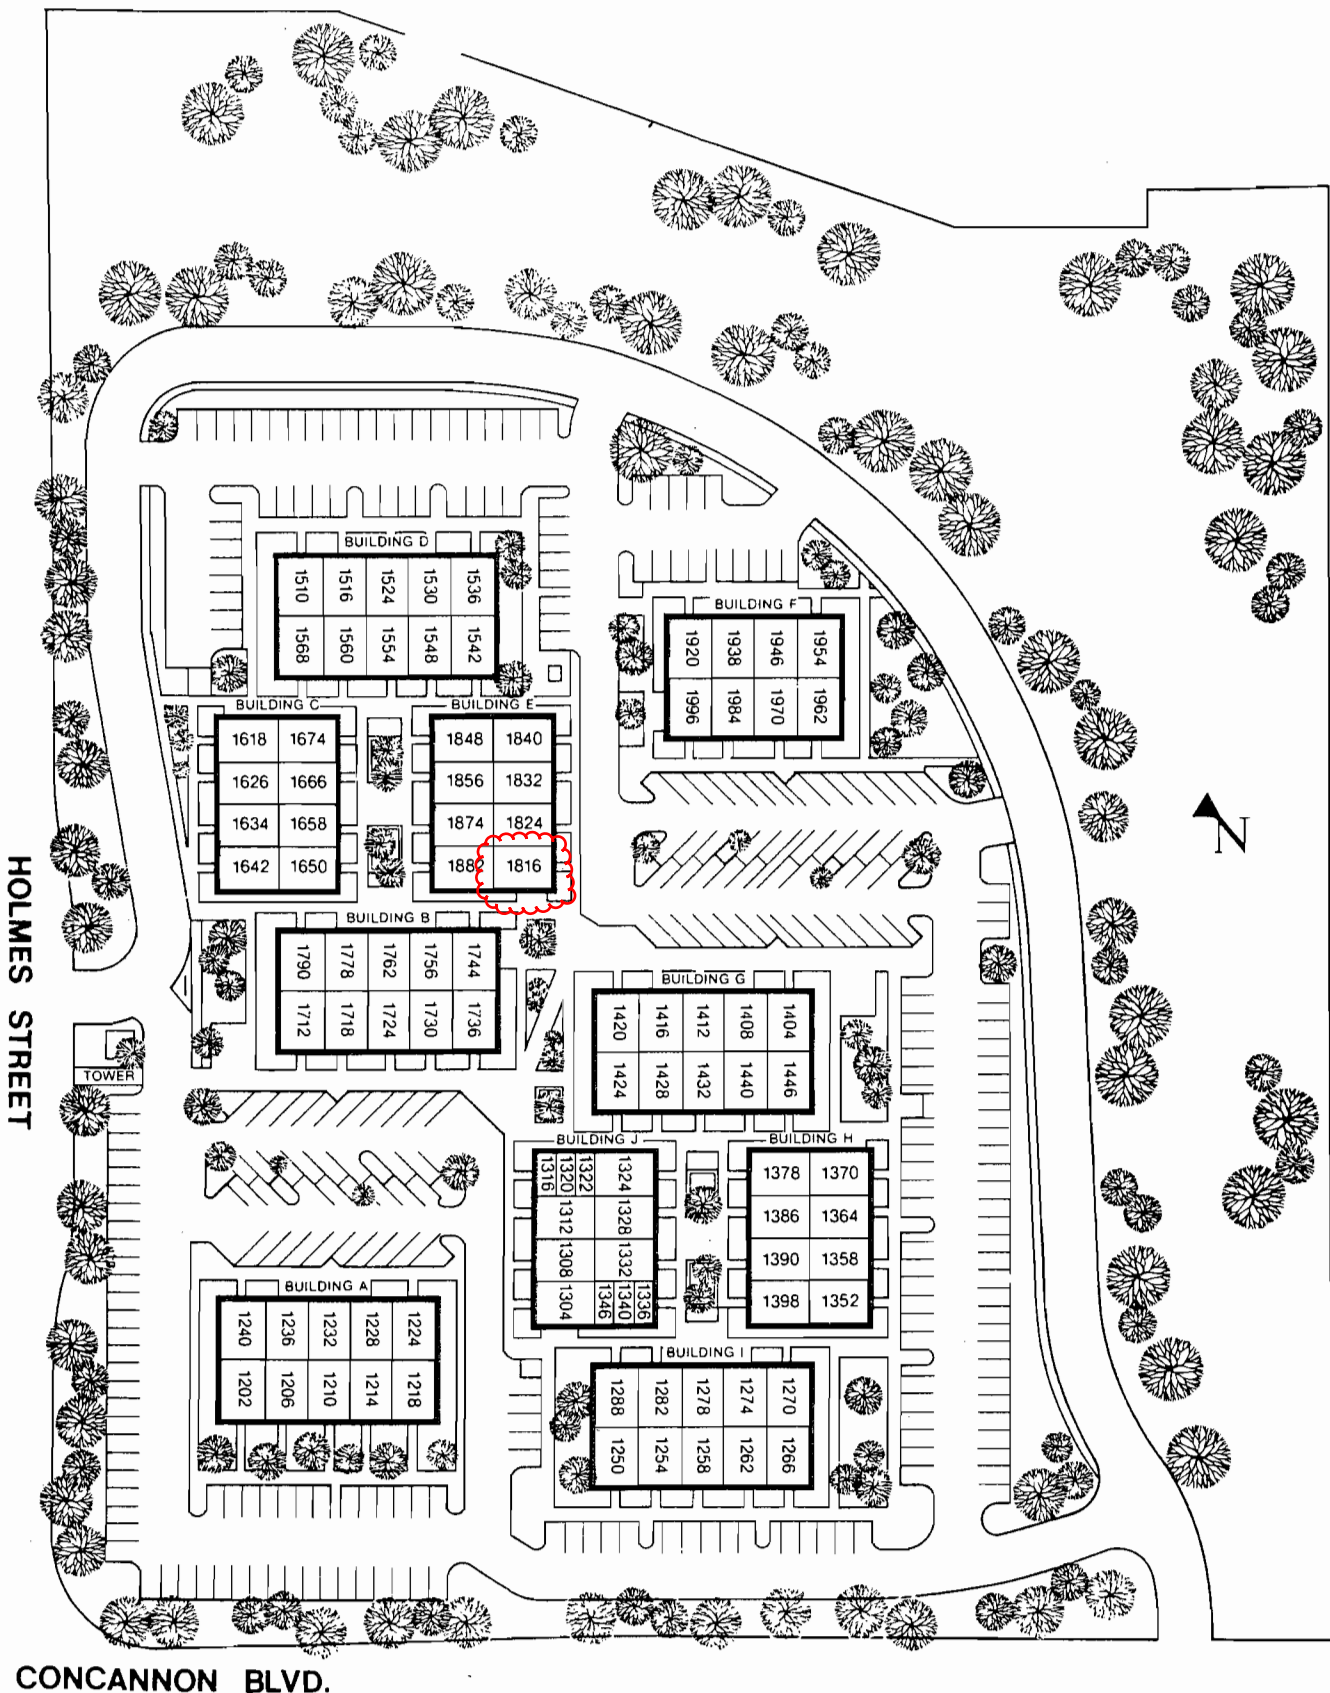 BUILDING D
1510 1516 1524 1530 1536
1568 1560 1554 1548 1542
BUILDING F
1920 1938 1946 1954
1996 1984 1970 1962
BUILDING C
1618 1674
1626 1666
1634 1658
1642 1650
BUILDING E
1848 1840
1856 1832
1874 1824
1882 1816
N
HOLMES STREET
BUILDING B
1790 1778 1762 1756 1744
1712 1718 1724 1730 1736
BUILDING G
1420 1416 1412 1408 1404
1424 1428 1432 1440 1446
TOWER
BUILDING J
1316 1320 1322 1324
1312 1328
1308 1332
1304 1346 1340 1336
BUILDING H
1378 1370
1386 1364
1390 1358
1398 1352
BUILDING A
1240 1236 1232 1228 1224
1202 1206 1210 1214 1218
BUILDING I
1288 1282 1278 1274 1270
1250 1254 1258 1262 1266
CONCANNON BLVD.